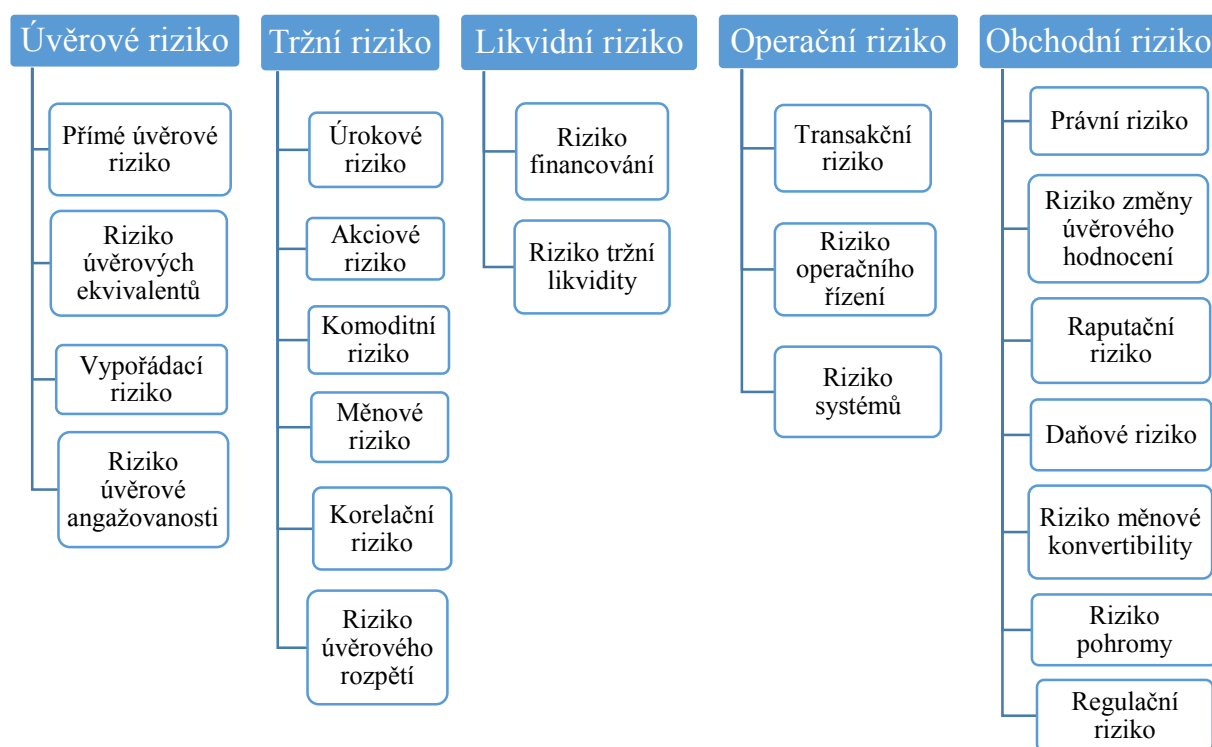 Úvěrové riziko
Přímé úvěrové
riziko
Riziko
úvěrových
ekvivalentů
Vypořádací
riziko
Riziko
úvěrové
angažovanosti
Tržní riziko
Úrokové
riziko
Akciové
riziko
Komoditní
riziko
Měnové
riziko
Korelační
riziko
Riziko
úvěrového
rozpětí
Likvidní riziko
Riziko
financování
Riziko tržní
likvidity
Operační riziko
Transakční
riziko
Riziko
operačního
řízení
Riziko
systémů
Obchodní riziko
Právní riziko
Riziko změny
úvěrového
hodnocení
Raputační
riziko
Daňové riziko
Riziko měnové
konvertibility
Riziko
pohromy
Regulační
riziko